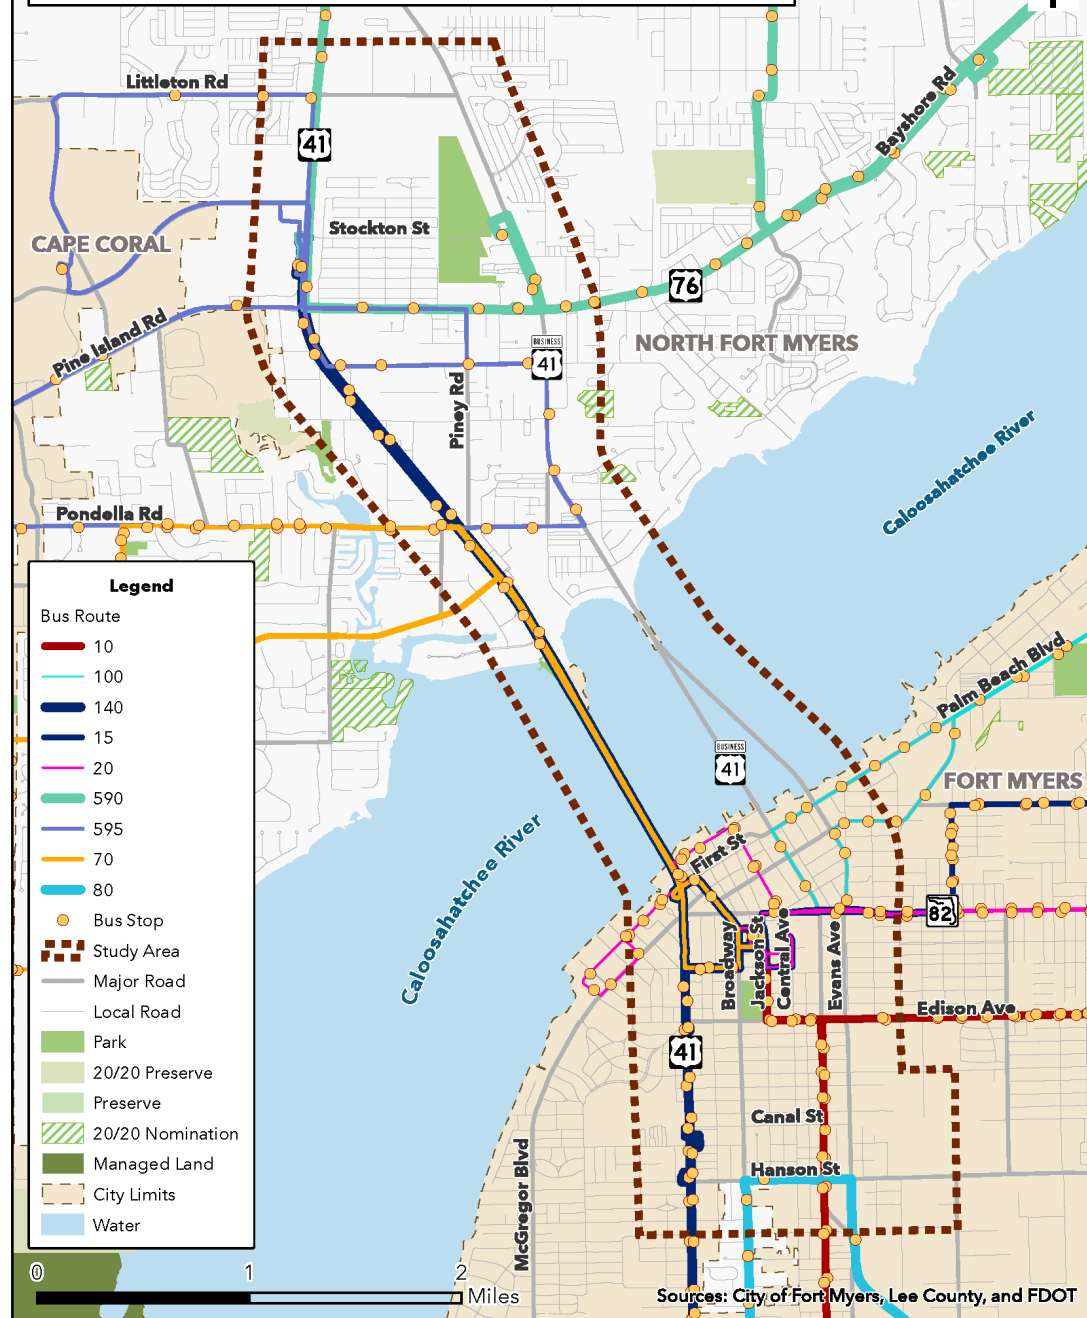 Littleton Rd
41
Bayshore Rd
Stockton St
CAPE CORAL
76
Pine Island Rd
NORTH FORT MYERS
BUSINESS
41
Piney Rd
Caloosahatchee River
Pondella Rd
Legend
Bus Route
10
100
140
15
20
590
595
70
80
Bus Stop
Study Area
Major Road
Local Road
Park
20/20 Preserve
Preserve
20/20 Nomination
Managed Land
City Limits
Water
Palm Beach Blvd
BUSINESS
41
FORT MYERS
Caloosahatchee River
First St
82
Broadway
Jackson St
Central Ave
Evans Ave
Edison Ave
41
Canal St
Hanson St
McGregor Blvd
0 1 2
Miles
Sources: City of Fort Myers, Lee County, and FDOT